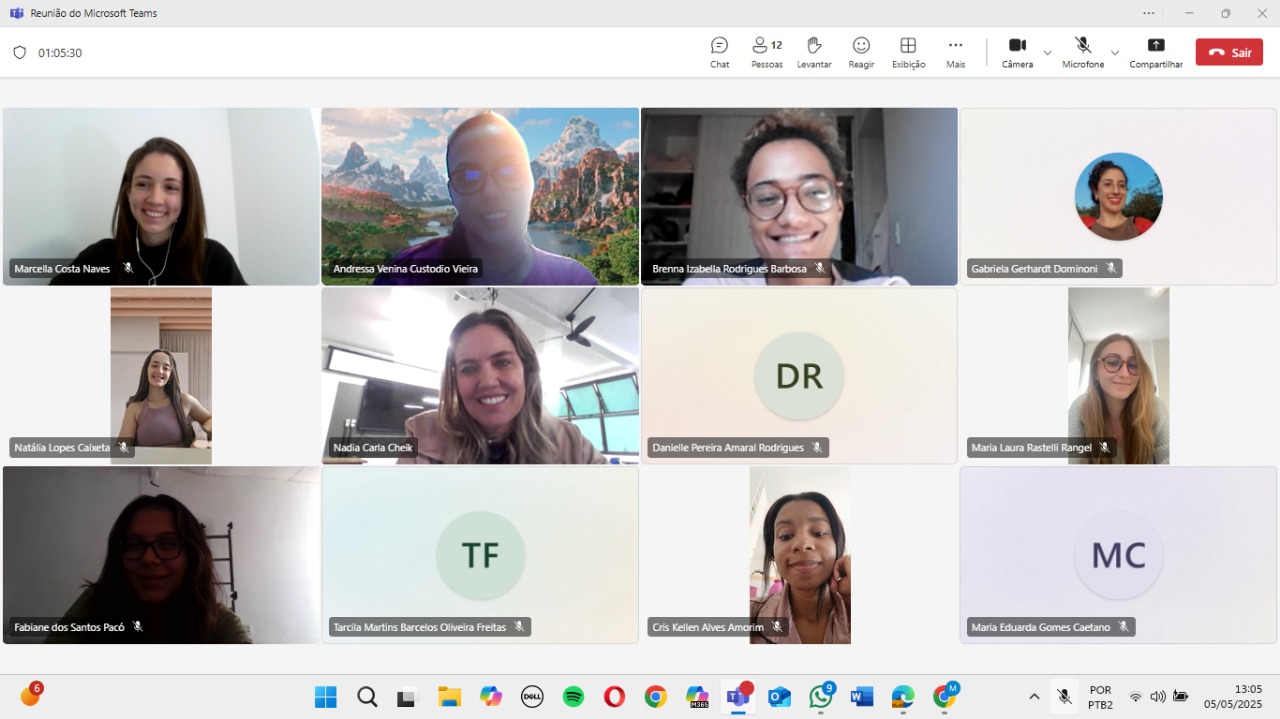 Reunião do Microsoft Teams
01:05:30
Chat
12
Pessoas
Levantar
Reagir
Exibição
Mais
Câmera
Microfone
Compartilhar
Sair
Marcella Costa Naves
Andressa Venina Custodio Vieira
Brenna Izabella Rodrigues Barbosa
Gabriela Gerhardt Dominoni
Natália Lopes Caixeta
Nadia Carla Cheik
DR
Danielle Pereira Amaral Rodrigues
Maria Laura Rastelli Rangel
Fabiane dos Santos Pacó
TF
Tarcila Martins Barcelos Oliveira Freitas
Cris Kellen Alves Amorim
MC
Maria Eduarda Gomes Caetano
6
DELL
M365
T
9
W
M
POR
PTB2
13:05
05/05/2025